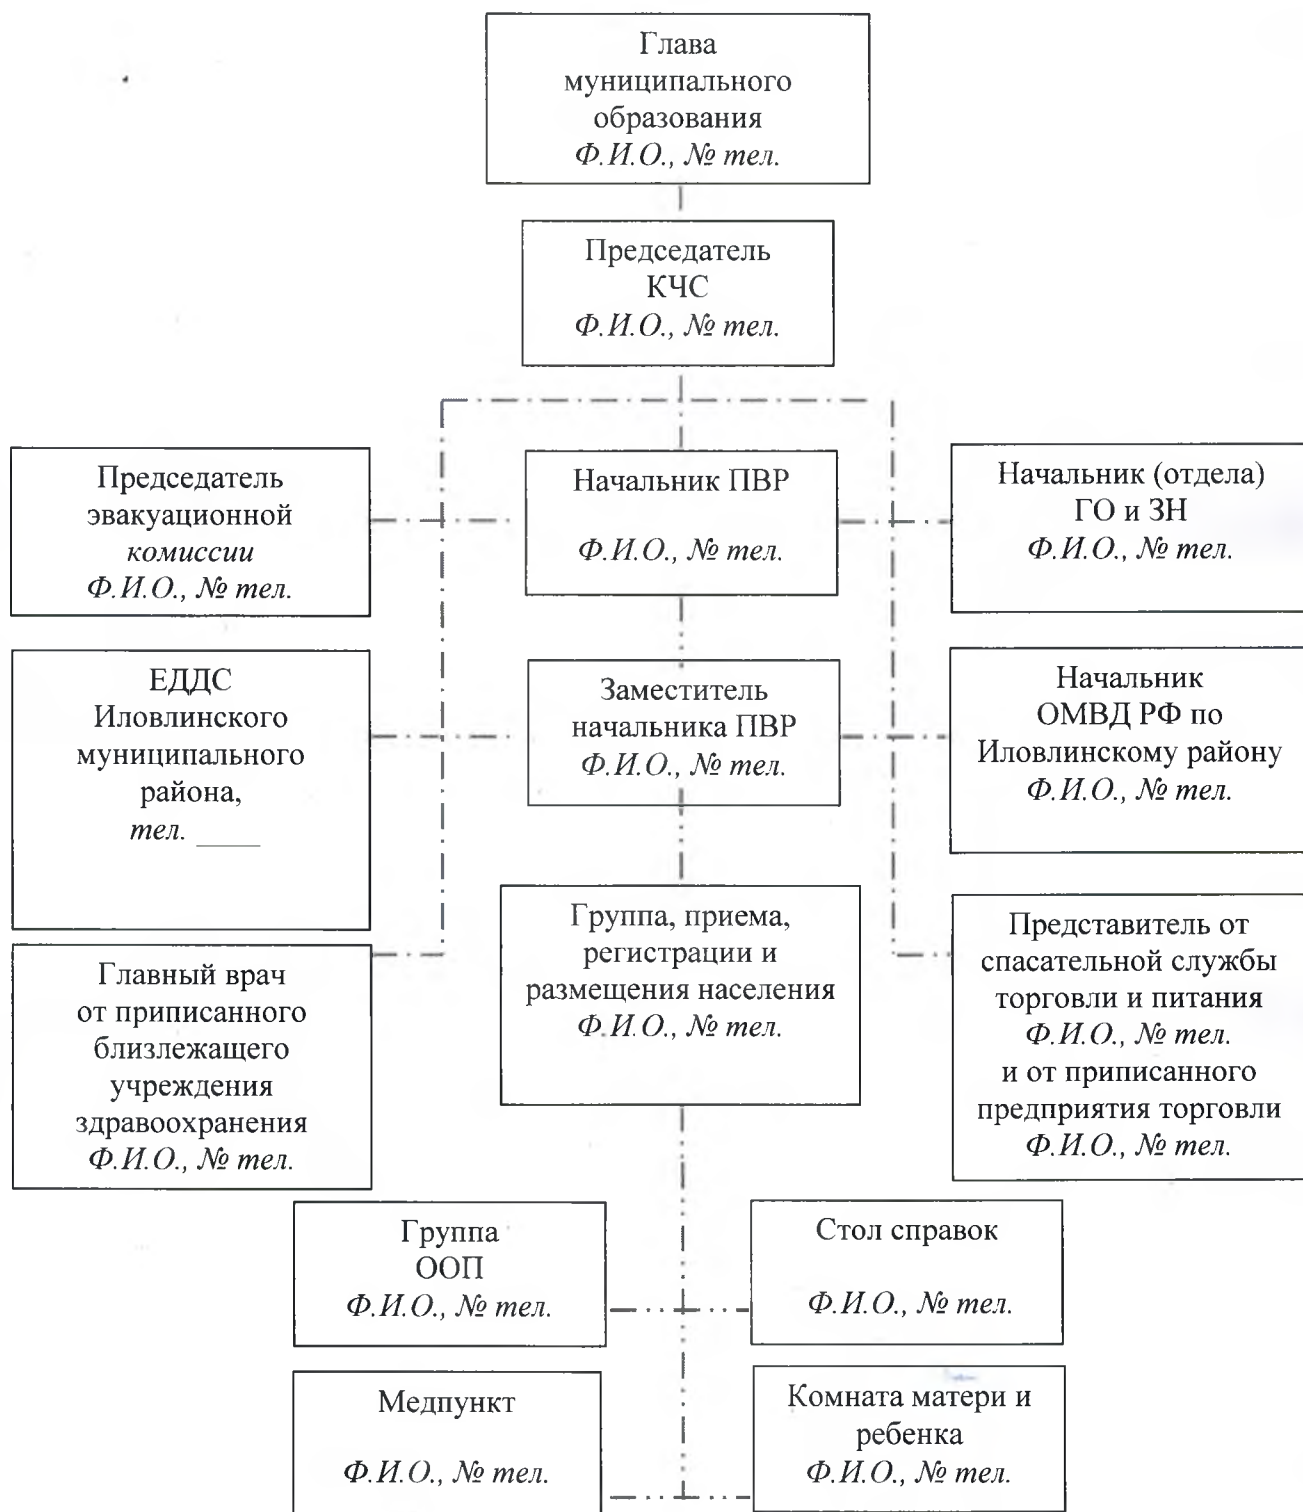 Глава
муниципального
образования
Ф.И.О., № тел.
Председатель
КЧС
Ф.И.О., № тел.
Председатель
эвакуационной
комиссии
Ф.И.О., № тел.
Начальник ПВР
Ф.И.О., № тел.
Начальник (отдела)
ГО и ЗН
Ф.И.О., № тел.
ЕДДС
Иловлинского
муниципального
района,
тел. ____
Заместитель
начальника ПВР
Ф.И.О., № тел.
Начальник
ОМВД РФ по
Иловлинскому району
Ф.И.О., № тел.
Главный врач
от приписанного
близлежащего
учреждения
здравоохранения
Ф.И.О., № тел.
Группа, приема,
регистрации и
размещения населения
Ф.И.О., № тел.
Представитель от
спасательной службы
торговли и питания
Ф.И.О., № тел.
и от приписанного
предприятия торговли
Ф.И.О., № тел.
Группа
ООП
Ф.И.О., № тел.
Стол справок
Ф.И.О., № тел.
Медпункт
Ф.И.О., № тел.
Комната матери и
ребенка
Ф.И.О., № тел.